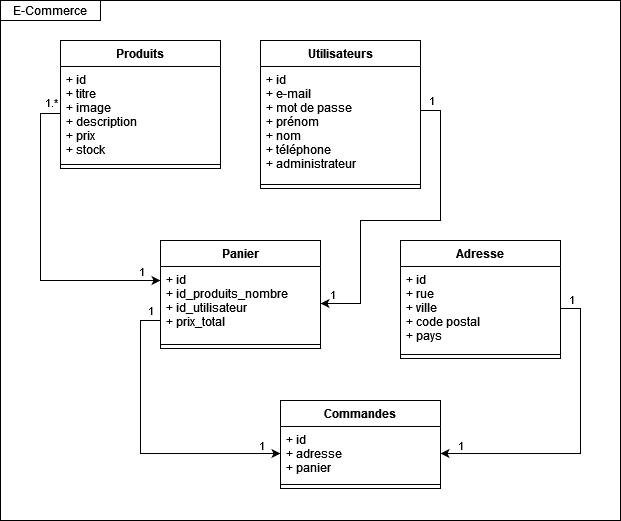 E-Commerce
Produits
+ id
+ titre
+ image
+ description
+ prix
+ stock
Utilisateurs
+ id
+ e-mail
+ mot de passe
+ prénom
+ nom
+ téléphone
+ administrateur
1.*
1
Panier
+ id
+ id_produits_nombre
+ id_utilisateur
+ prix_total
1
1
1
Adresse
+ id
+ rue
+ ville
+ code postal
+ pays
1
Commandes
+ id
+ adresse
+ panier
1
1